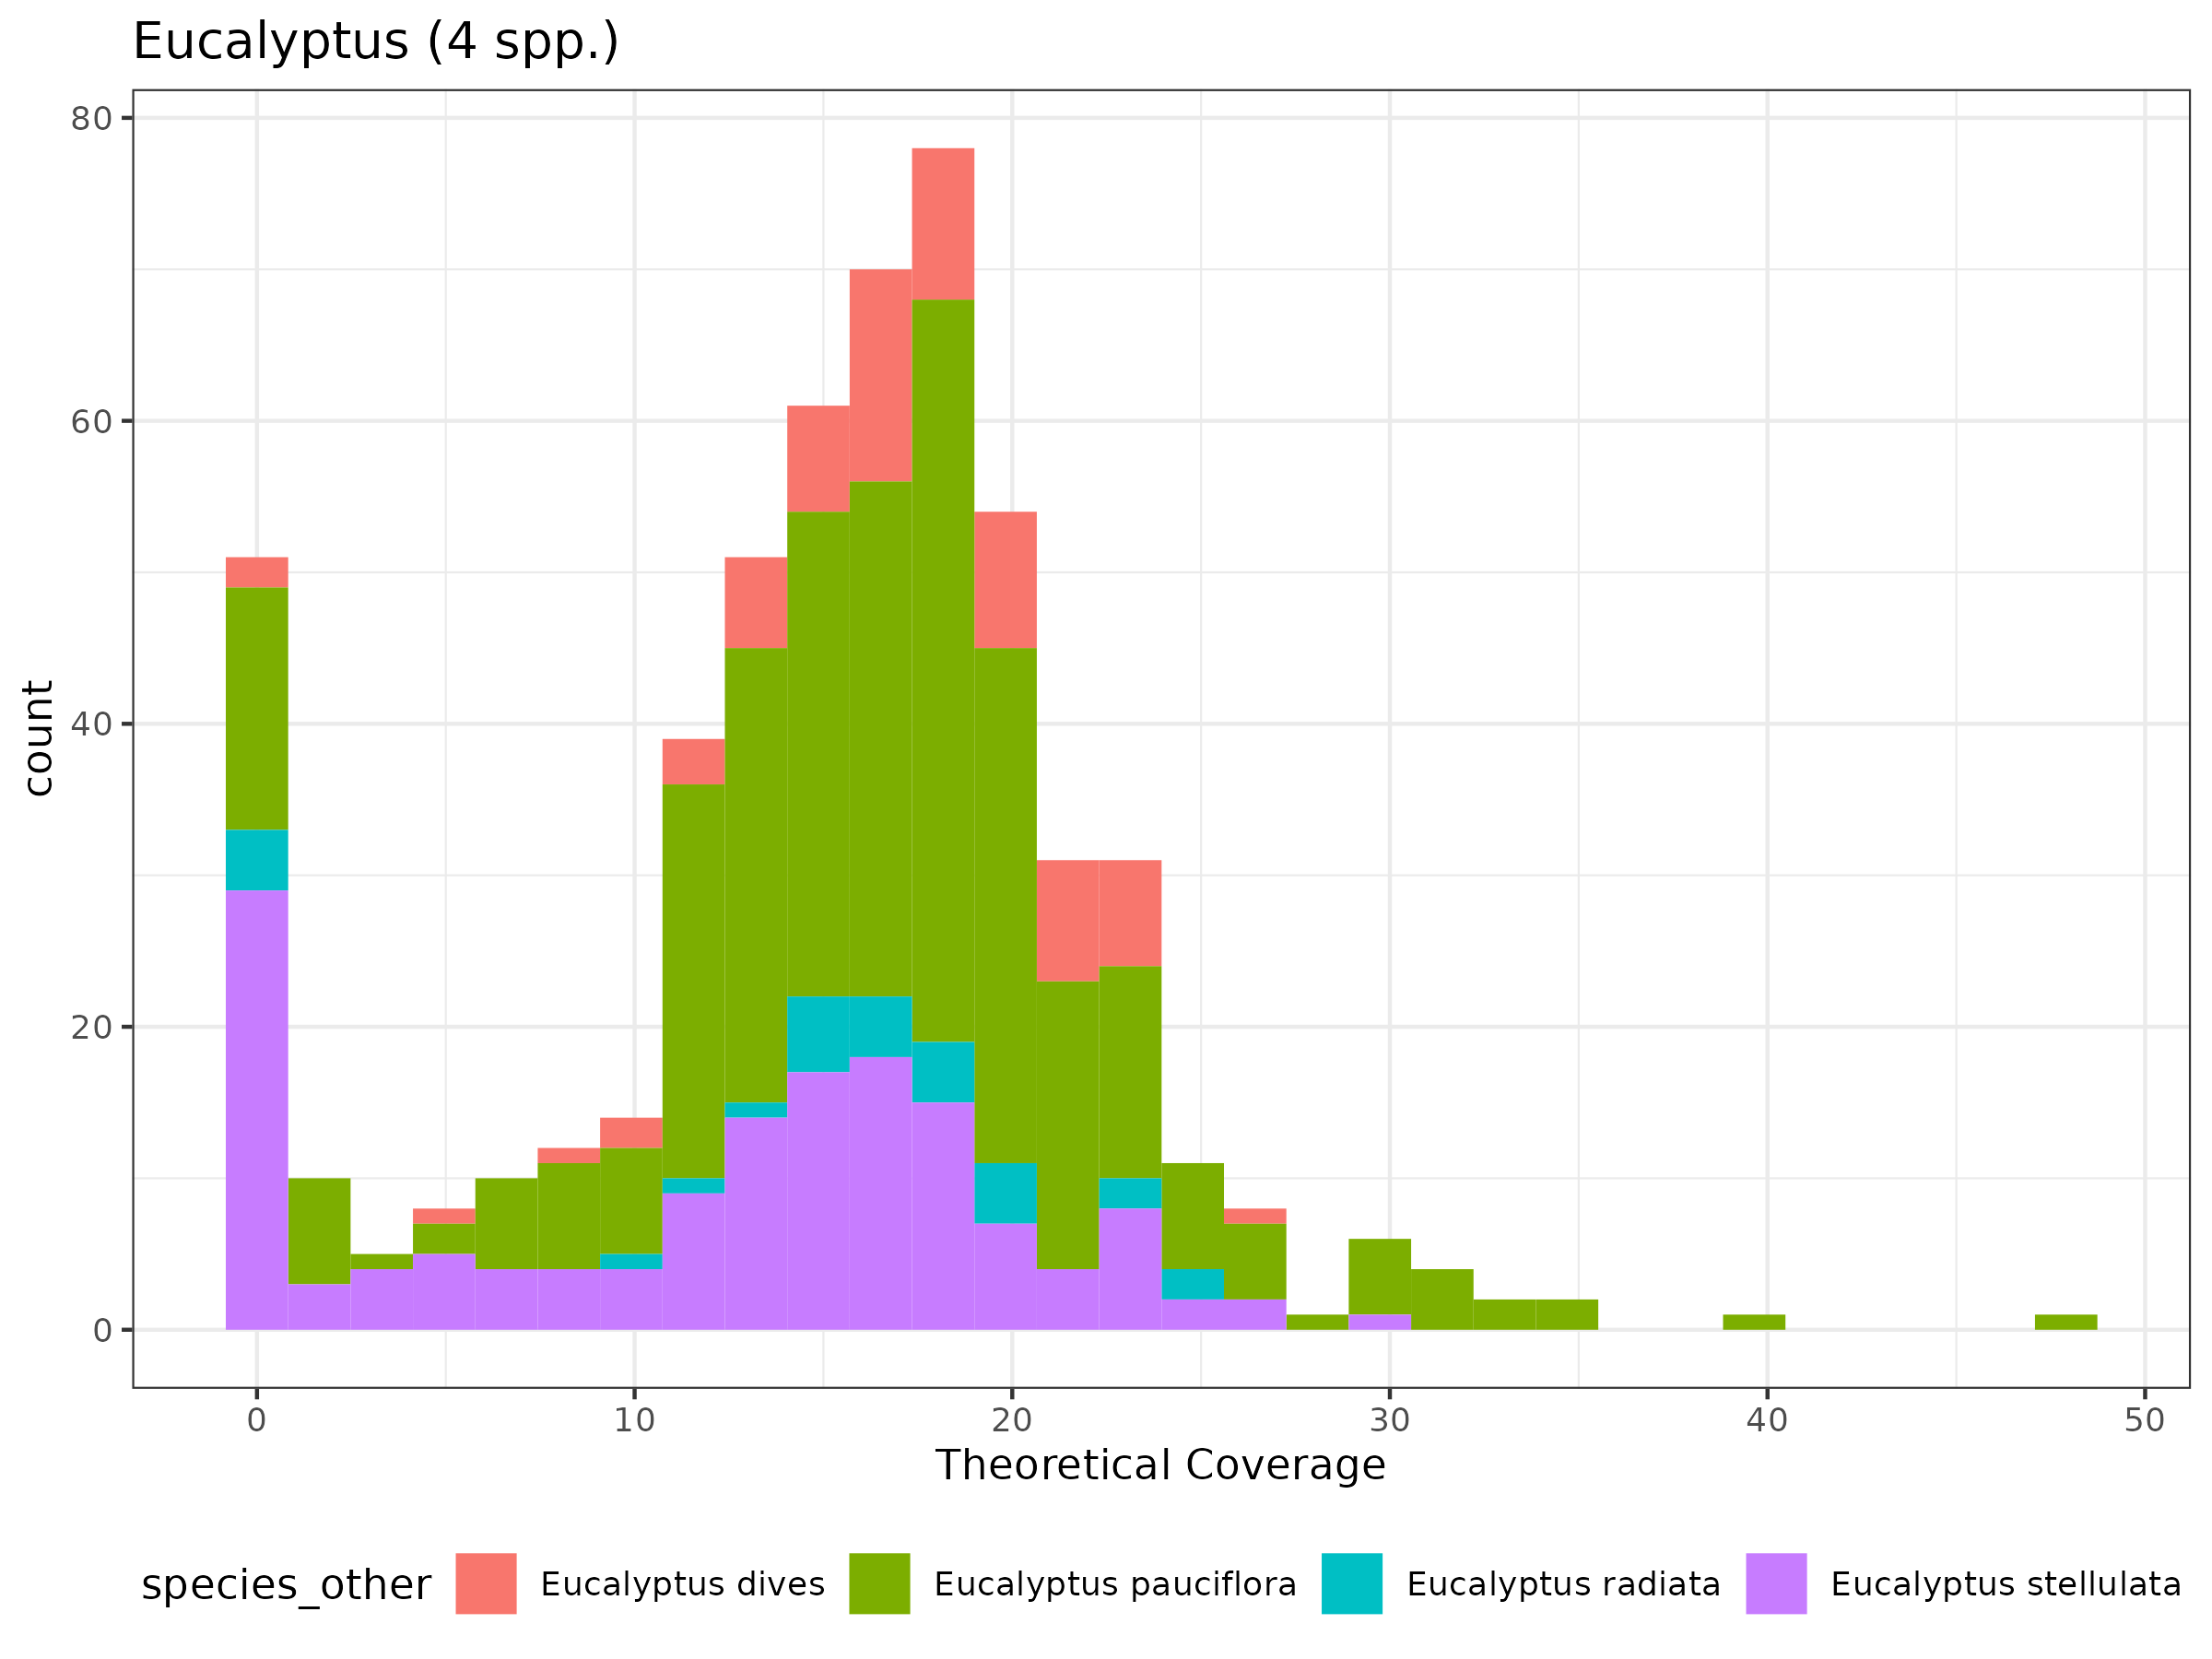 Eucalyptus (4 spp.)
80
60
40
20
0
count
0 10 20 30 40 50
Theoretical Coverage
species_other Eucalyptus dives Eucalyptus pauciflora Eucalyptus radiata Eucalyptus stellulata